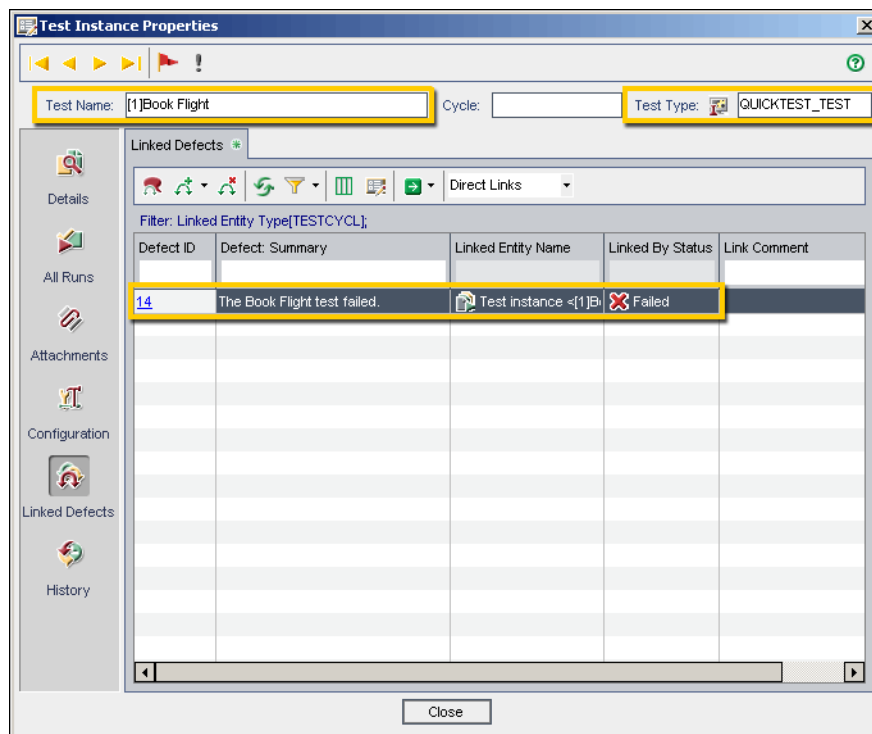 Test Instance Properties
Test Name: [1]Book Flight Cycle: Test Type: QUICKTEST_TEST
Linked Defects
Direct Links
Filter: Linked Entity Type[TESTCYCL];
Defect ID Defect: Summary Linked Entity Name Linked By Status Link Comment
14 The Book Flight test failed. Test instance <[1]B Failed
Details
All Runs
Attachments
Configuration
Linked Defects
History
Close